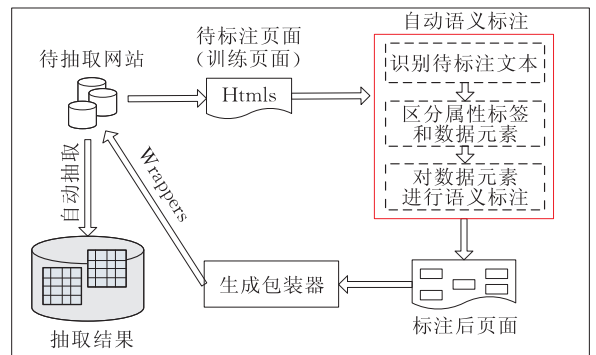 自动语义标注
待抽取网站
待标注页面
(训练页面)
Htmls
识别待标注文本
区分属性标签
和数据元素
对数据元素
进行语义标注
自动抽取
Wrappers
生成包装器
标注后页面
抽取结果